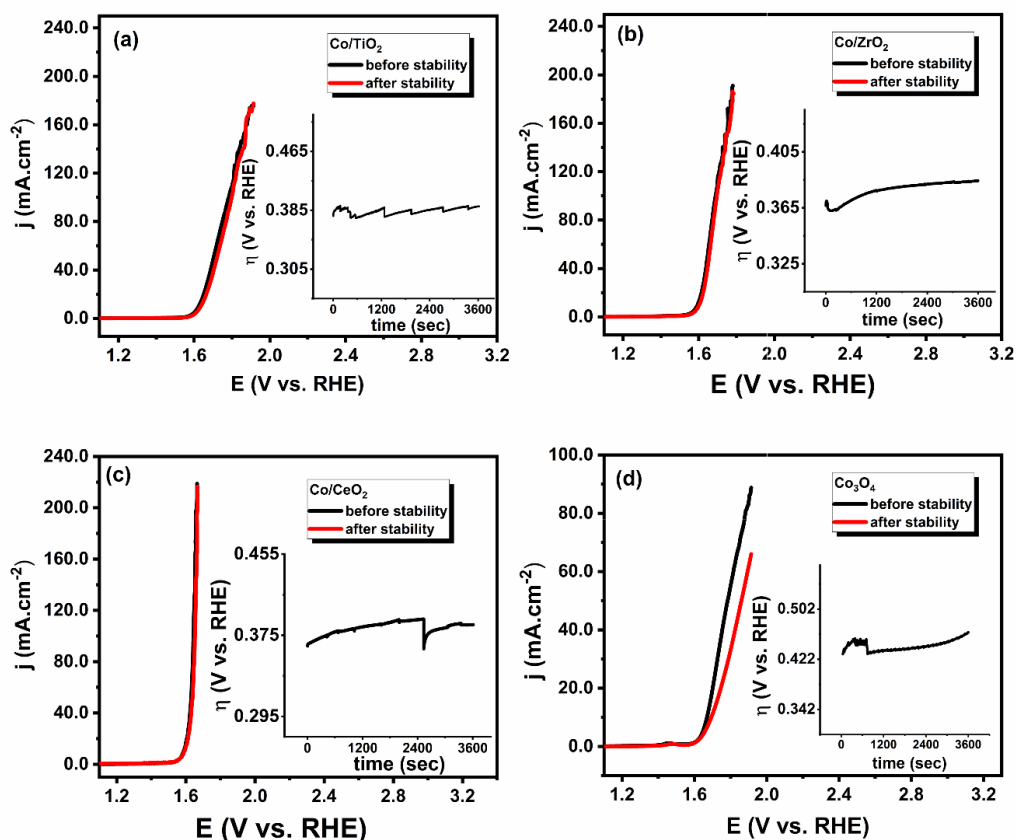 (a)
Co/TiO₂
before stability
after stability
240.0
200.0
160.0
120.0
80.0
40.0
0.0
j (mA.cm⁻²)
1.2
1.6
2.0
2.4
2.8
3.2
E (V vs. RHE)
0.465
0.385
0.305
η (V vs. RHE)
0
1200
2400
3600
time (sec)
(b)
Co/ZrO₂
before stability
after stability
240.0
200.0
160.0
120.0
80.0
40.0
0.0
j (mA.cm⁻²)
1.2
1.6
2.0
2.4
2.8
3.2
E (V vs. RHE)
0.405
0.365
0.325
η (V vs. RHE)
0
1200
2400
3600
time (sec)
(c)
Co/CeO₂
before stability
after stability
240.0
200.0
160.0
120.0
80.0
40.0
0.0
j (mA.cm⁻²)
1.2
1.6
2.0
2.4
2.8
3.2
E (V vs. RHE)
0.455
0.375
0.295
η (V vs. RHE)
0
1200
2400
3600
time (sec)
(d)
Co₃O₄
before stability
after stability
100.0
80.0
60.0
40.0
20.0
0.0
j (mA.cm⁻²)
1.2
1.6
2.0
2.4
2.8
3.2
E (V vs. RHE)
0.502
0.422
0.342
η (V vs. RHE)
0
1200
2400
3600
time (sec)